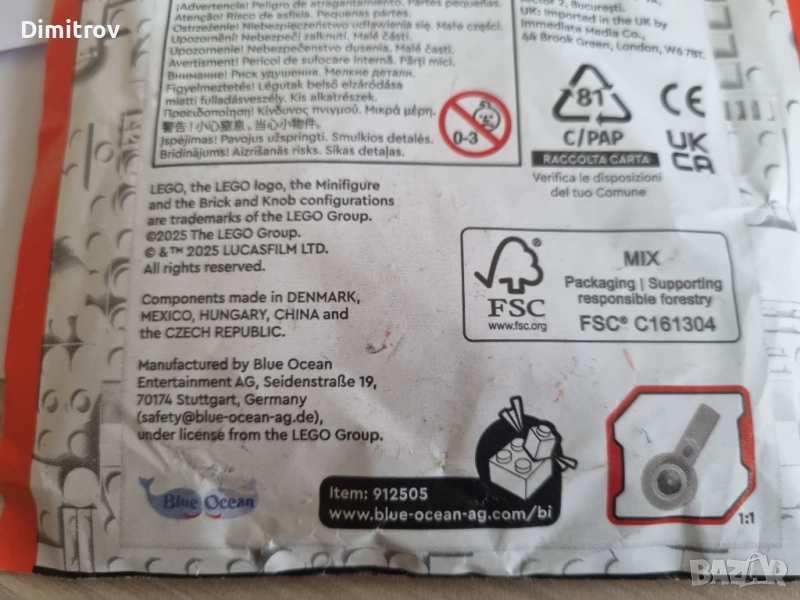 Dimitrov
¡Advertencia! Peligro de atragantamiento. Partes pequeñas.
Atenção! Risco de asfixia. Pequenas partes.
Ostrzeżenie! Niebezpieczeństwo udławienia się. Małe części.
Upozornění! Nebezpečí zalknutí. Malé části.
Upozornenie! Nebezpečenstvo dusenia. Malé časti.
Avertisment! Pericol de sufocare internă. Părți mici.
Внимание! Риск удушения. Мелкие детали.
Figyelmeztetés! Légutak belső elzáródása
miatti fulladásveszély. Kis alkatrészek.
Προειδοποίηση! Κίνδυνος πνιγμού. Μικρά μέρη.
警告！小心窒息。当心小物件。
Įspėjimas! Pavojus užspringti. Smulkios detalės.
Brīdinājums! Aizrīšanās risks. Sīkas detaļas.
0-3
Sector 2, București.
UK: Imported in the UK by
Immediate Media Co.,
44 Brook Green, London, W6 7BT.
81
C/PAP
RACCOLTA CARTA
Verifica le disposizioni
del tuo Comune
CE
UK
CA
LEGO, the LEGO logo, the Minifigure
and the Brick and Knob configurations
are trademarks of the LEGO Group.
©2025 The LEGO Group.
© & ™ 2025 LUCASFILM LTD.
All rights reserved.
Components made in DENMARK,
MEXICO, HUNGARY, CHINA and
the CZECH REPUBLIC.
Manufactured by Blue Ocean
Entertainment AG, Seidenstraße 19,
70174 Stuttgart, Germany
(safety@blue-ocean-ag.de),
under license from the LEGO Group.
FSC
www.fsc.org
MIX
Packaging | Supporting
responsible forestry
FSC® C161304
Blue Ocean
Item: 912505
www.blue-ocean-ag.com/bi
1:1
BAZAR